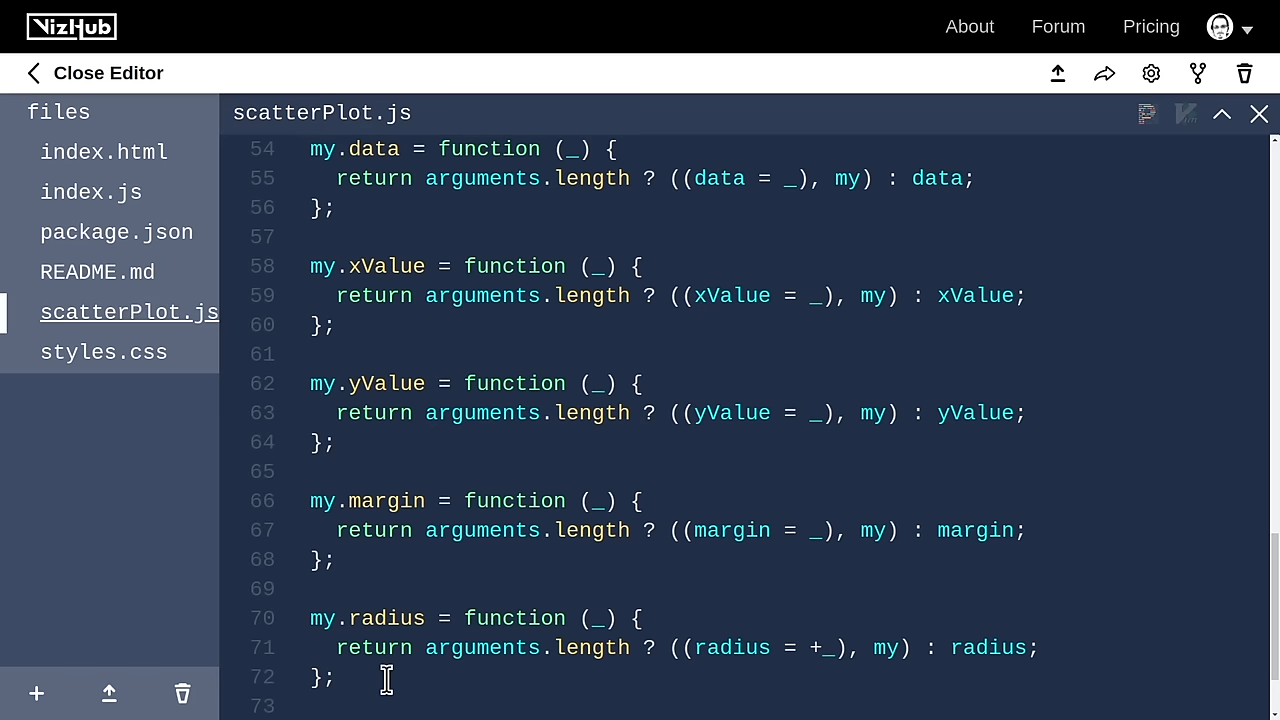 VizHub
About
Forum
Pricing
Close Editor
files
index.html
index.js
package.json
README.md
scatterPlot.js
styles.css
scatterPlot.js
54 my.data = function (_) {
55 return arguments.length ? ((data = _), my) : data;
56 };
57
58 my.xValue = function (_) {
59 return arguments.length ? ((xValue = _), my) : xValue;
60 };
61
62 my.yValue = function (_) {
63 return arguments.length ? ((yValue = _), my) : yValue;
64 };
65
66 my.margin = function (_) {
67 return arguments.length ? ((margin = _), my) : margin;
68 };
69
70 my.radius = function (_) {
71 return arguments.length ? ((radius = +_), my) : radius;
72 };
73